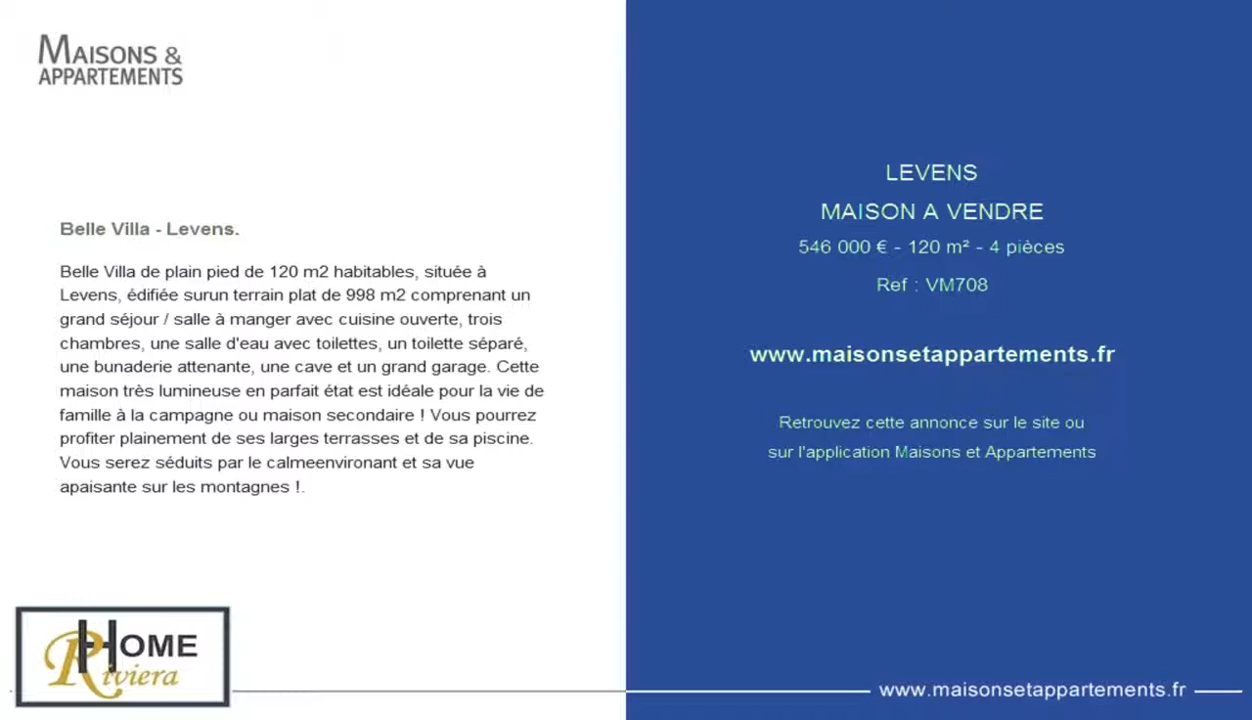 MAISONS &
APPARTEMENTS
Belle Villa - Levens.
Belle Villa de plain pied de 120 m2 habitables, située à
Levens, édifiée surun terrain plat de 998 m2 comprenant un
grand séjour / salle à manger avec cuisine ouverte, trois
chambres, une salle d'eau avec toilettes, un toilette séparé,
une bunaderie attenante, une cave et un grand garage. Cette
maison très lumineuse en parfait état est idéale pour la vie de
famille à la campagne ou maison secondaire ! Vous pourrez
profiter plainement de ses larges terrasses et de sa piscine.
Vous serez séduits par le calmeenvironant et sa vue
apaisante sur les montagnes !.
HOME
Riviera
LEVENS
MAISON A VENDRE
546 000 € - 120 m² - 4 pièces
Ref : VM708
www.maisonsetappartements.fr
Retrouvez cette annonce sur le site ou
sur l'application Maisons et Appartements
www.maisonsetappartements.fr